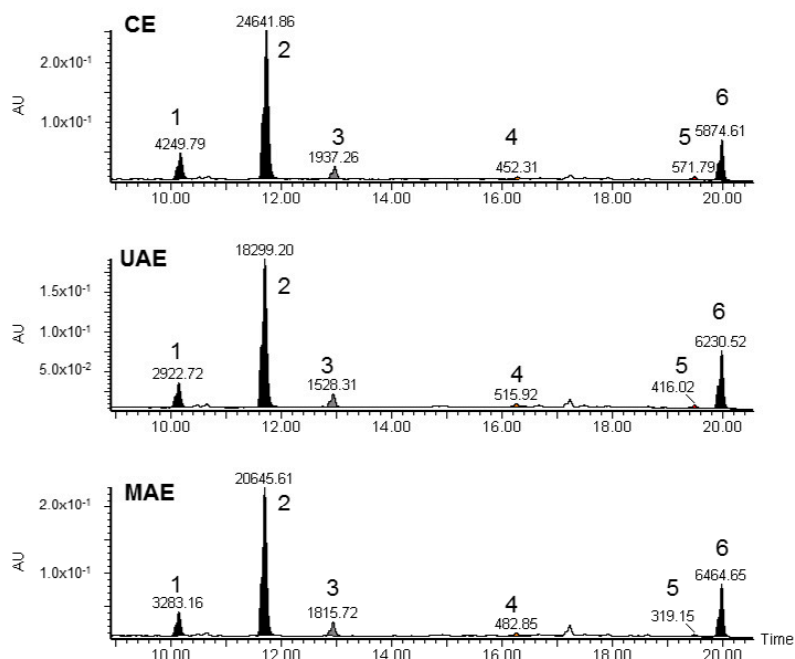 CE
24641.86
2.0x10⁻¹
2
AU
1
6
1.0x10⁻¹
4249.79
3
4
5
5874.61
1937.26
452.31
571.79
10.00 12.00 14.00 16.00 18.00 20.00
UAE
18299.20
1.5x10⁻¹
2
AU
1.0x10⁻¹
1
6
5.0x10⁻²
2922.72
3
4
5
6230.52
1528.31
515.92
416.02
10.00 12.00 14.00 16.00 18.00 20.00
MAE
20645.61
2.0x10⁻¹
2
AU
1.0x10⁻¹
1
6
3283.16
3
4
5
6464.65
1815.72
482.85
319.15
Time
10.00 12.00 14.00 16.00 18.00 20.00